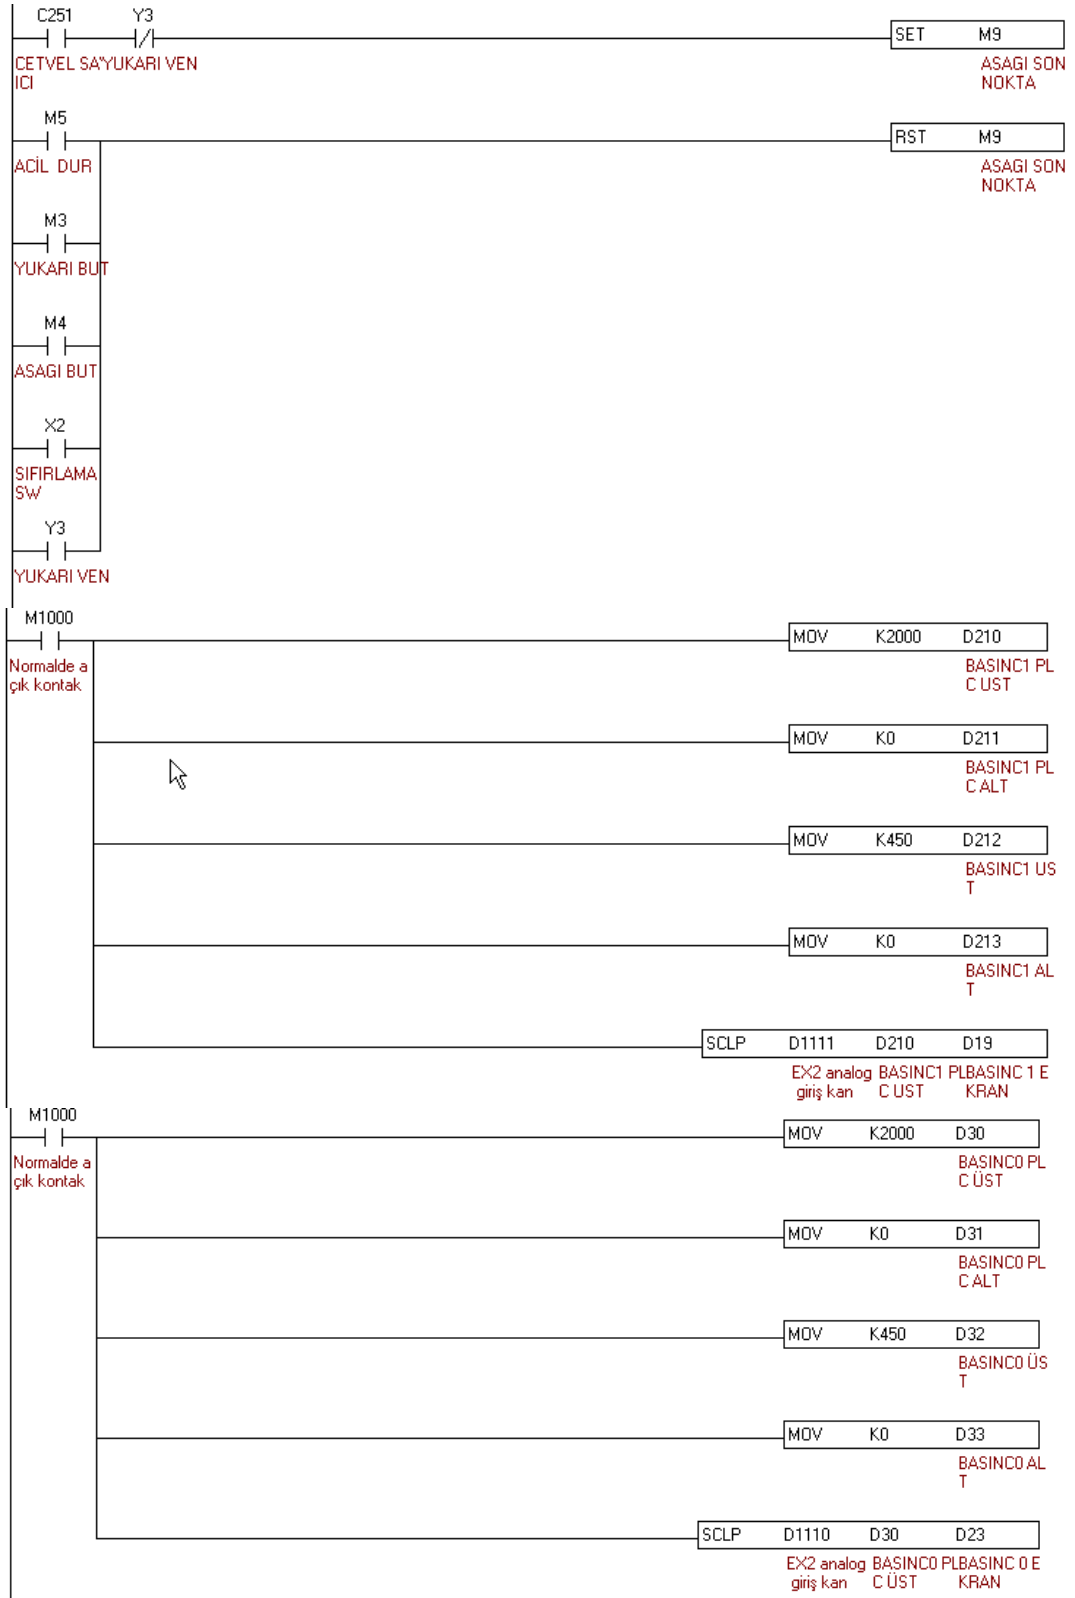 C251 Y3
SET M9
CETVEL SA'YUKARI VEN
ICI
ASAGI SON
NOKTA
M5
RST M9
ACİL DUR
ASAGI SON
NOKTA
M3
YUKARI BUT
M4
ASAGI BUT
X2
SIFIRLAMA
SW
Y3
YUKARI VEN
M1000
MOV K2000 D210
Normalde a
çık kontak
BASINC1 PL
C UST
MOV K0 D211
BASINC1 PL
C ALT
MOV K450 D212
BASINC1 US
T
MOV K0 D213
BASINC1 AL
T
SCLP D1111 D210 D19
EX2 analog BASINC1 PLBASINC 1 E
giriş kan C UST KRAN
M1000
MOV K2000 D30
Normalde a
çık kontak
BASINC0 PL
C ÜST
MOV K0 D31
BASINC0 PL
C ALT
MOV K450 D32
BASINC0 ÜS
T
MOV K0 D33
BASINC0 AL
T
SCLP D1110 D30 D23
EX2 analog BASINC0 PLBASINC 0 E
giriş kan C ÜST KRAN